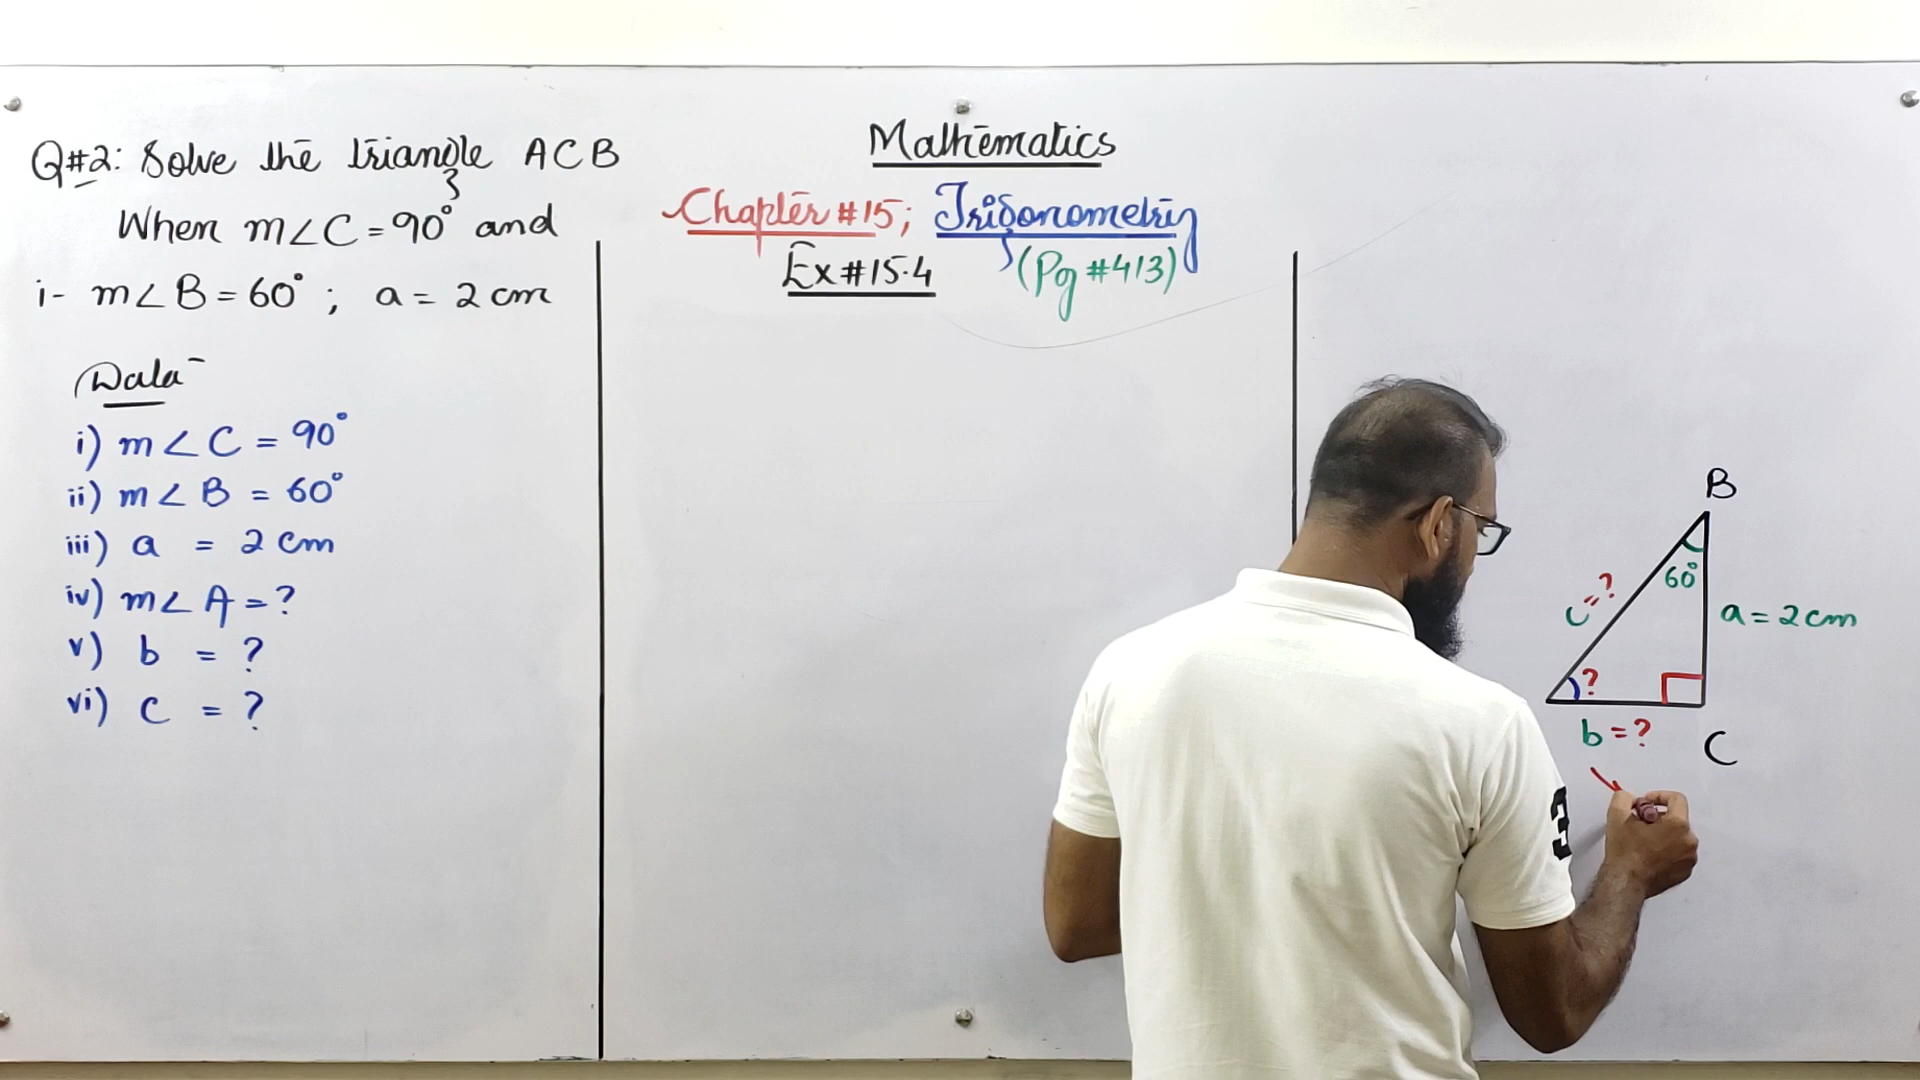 Q#2: Solve the triangle ACB
When m∠C = 90° and
i- m∠B = 60° ; a = 2 cm
Data
i) m∠C = 90°
ii) m∠B = 60°
iii) a = 2 cm
iv) m∠A = ?
v) b = ?
vi) c = ?
Mathematics
Chapter #15; Trigonometry
Ex#15.4 (Pg #413)
B
60°
c = ?
a = 2 cm
?
b = ?
C
3